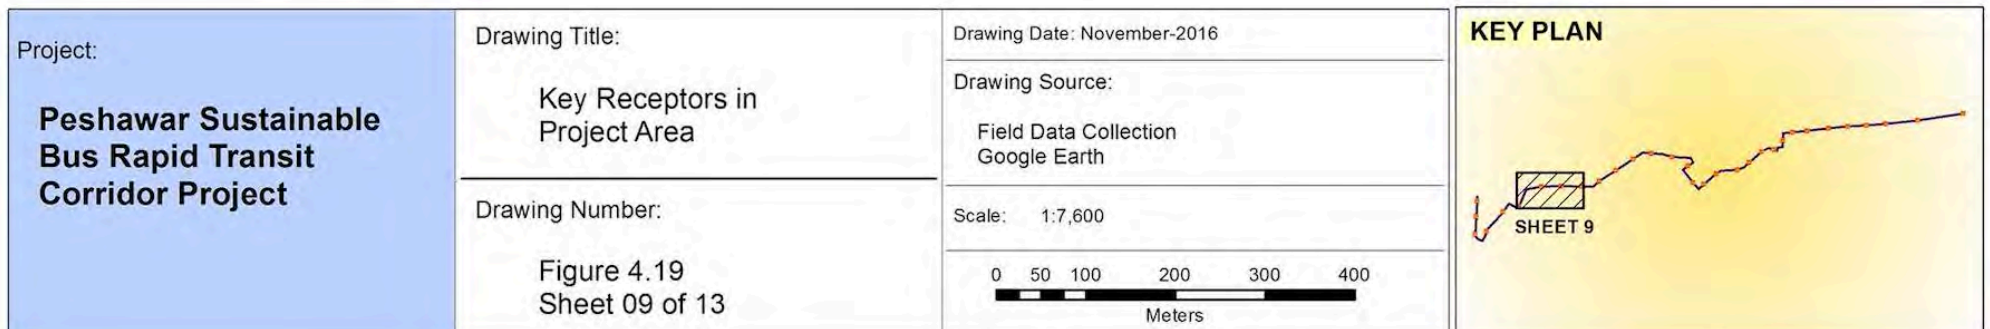 Project:
Peshawar Sustainable
Bus Rapid Transit
Corridor Project
Drawing Title:
Key Receptors in
Project Area
Drawing Number:
Figure 4.19
Sheet 09 of 13
Drawing Date: November-2016
Drawing Source:
Field Data Collection
Google Earth
Scale: 1:7,600
0 50 100 200 300 400
Meters
KEY PLAN
SHEET 9